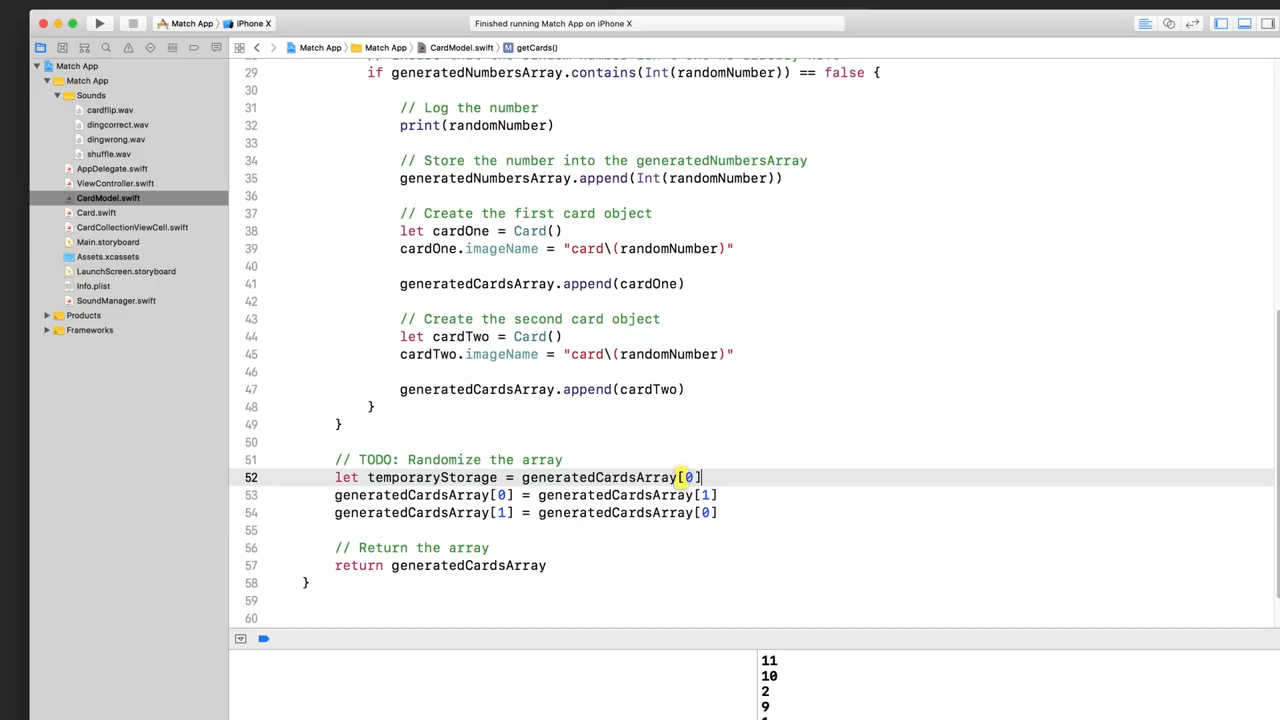 Match App
iPhone X
Finished running Match App on iPhone X
Match App
Match App
CardModel.swift
getCards()
Match App
Match App
Sounds
cardflip.wav
dingcorrect.wav
dingwrong.wav
shuffle.wav
AppDelegate.swift
ViewController.swift
CardModel.swift
Card.swift
CardCollectionViewCell.swift
Main.storyboard
Assets.xcassets
LaunchScreen.storyboard
Info.plist
SoundManager.swift
Products
Frameworks
29 if generatedNumbersArray.contains(Int(randomNumber)) == false {
30
31 // Log the number
32 print(randomNumber)
33
34 // Store the number into the generatedNumbersArray
35 generatedNumbersArray.append(Int(randomNumber))
36
37 // Create the first card object
38 let cardOne = Card()
39 cardOne.imageName = "card\(randomNumber)"
40
41 generatedCardsArray.append(cardOne)
42
43 // Create the second card object
44 let cardTwo = Card()
45 cardTwo.imageName = "card\(randomNumber)"
46
47 generatedCardsArray.append(cardTwo)
48 }
49 }
50
51 // TODO: Randomize the array
52 let temporaryStorage = generatedCardsArray[0]
53 generatedCardsArray[0] = generatedCardsArray[1]
54 generatedCardsArray[1] = generatedCardsArray[0]
55
56 // Return the array
57 return generatedCardsArray
58 }
59
60
11
10
2
9